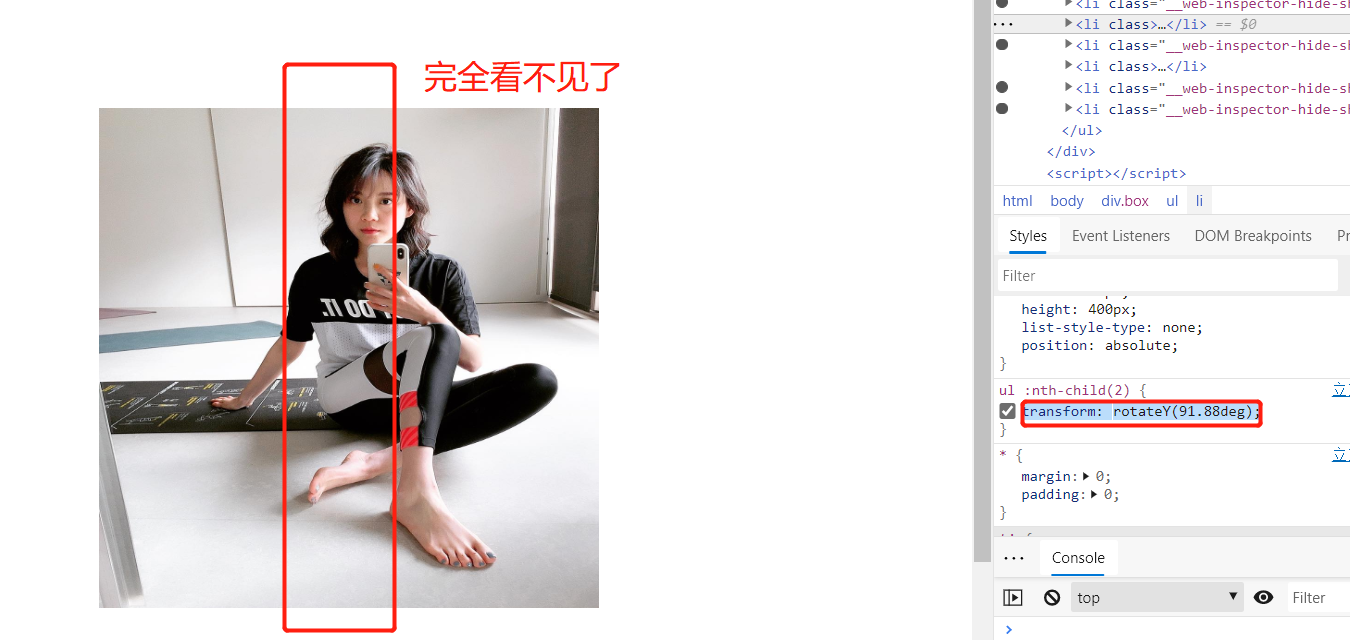 完全看不见了
DO IT.
<li class="__web-inspector-hide-sh
<li class>…</li> == $0
<li class="__web-inspector-hide-sh
<li class>…</li>
<li class="__web-inspector-hide-sh
<li class="__web-inspector-hide-sh
</ul>
</div>
<script></script>
html body div.box ul li
Styles Event Listeners DOM Breakpoints Pr
Filter
height: 400px;
list-style-type: none;
position: absolute;
}
ul :nth-child(2) {
transform: rotateY(91.88deg);
}
* {
margin: 0;
padding: 0;
}
Console
top Filter